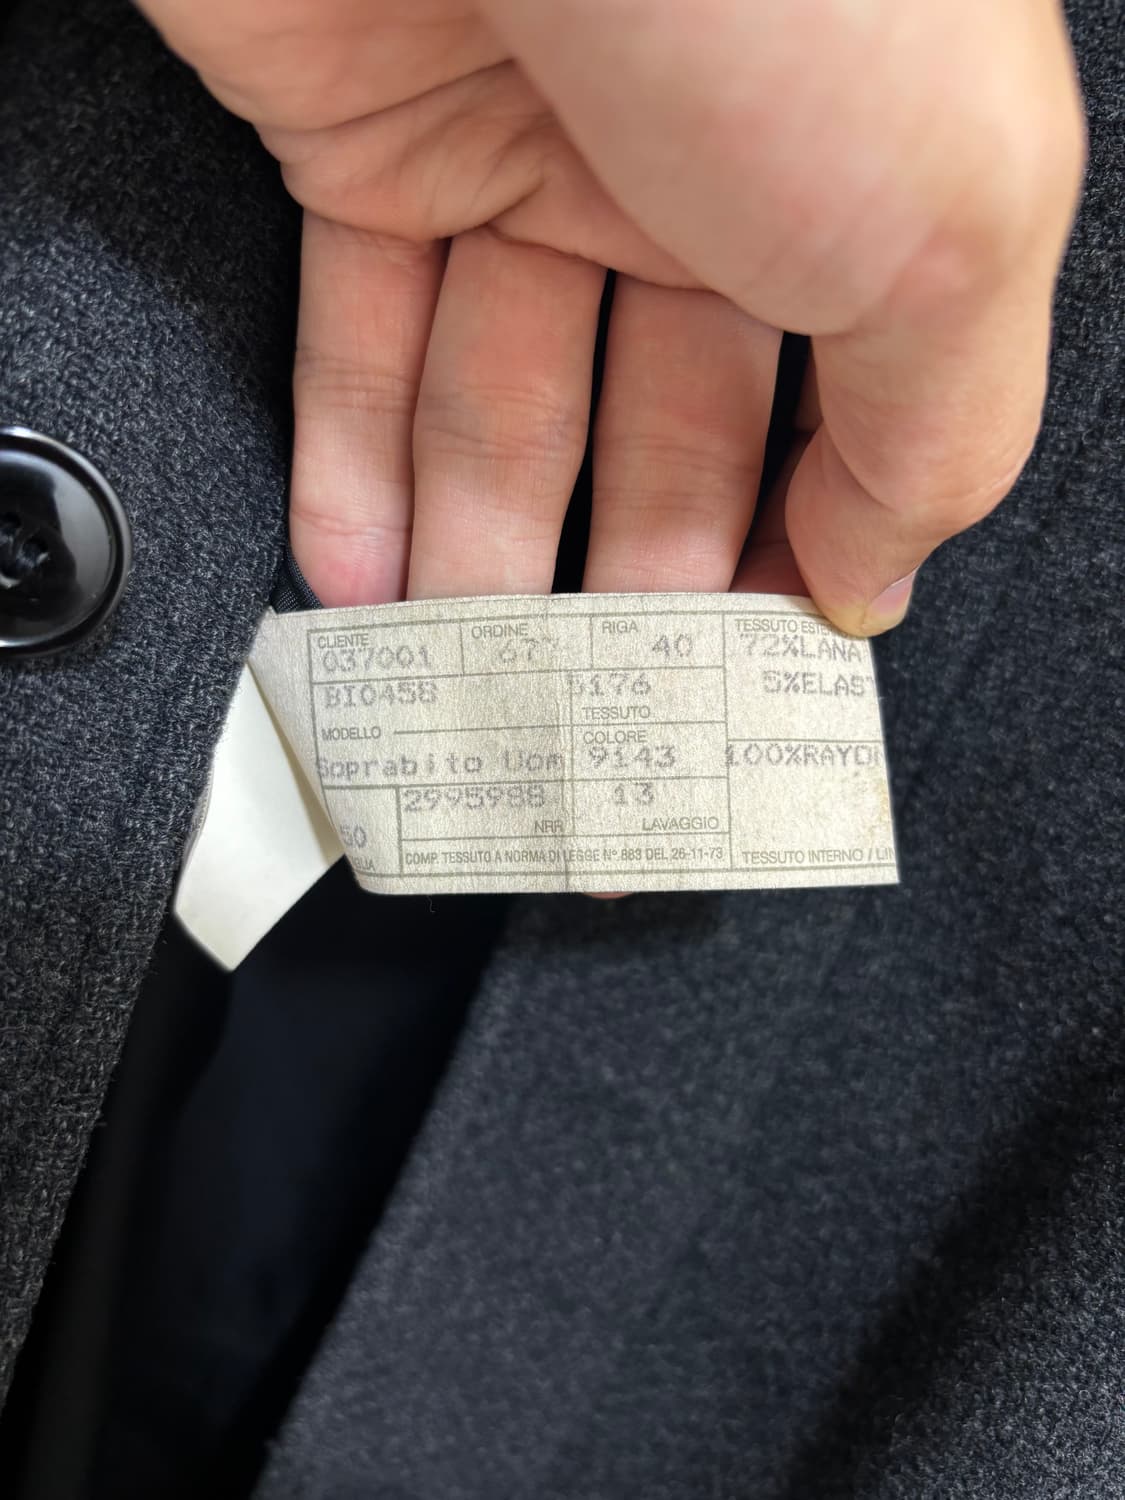 CLIENTE ORDINE RIGA TESSUTO
037001 40 72%LANA
BI0458 5176 5%ELAS
TESSUTO
MODELLO COLORE
Soprabito Uom 9143 100%RAYO
2995988 13
50 NRR LAVAGGIO
COMP TESSUTO A NORMA DI LEGGE N° 883 DEL 26-11-73 TESSUTO INTERNO /